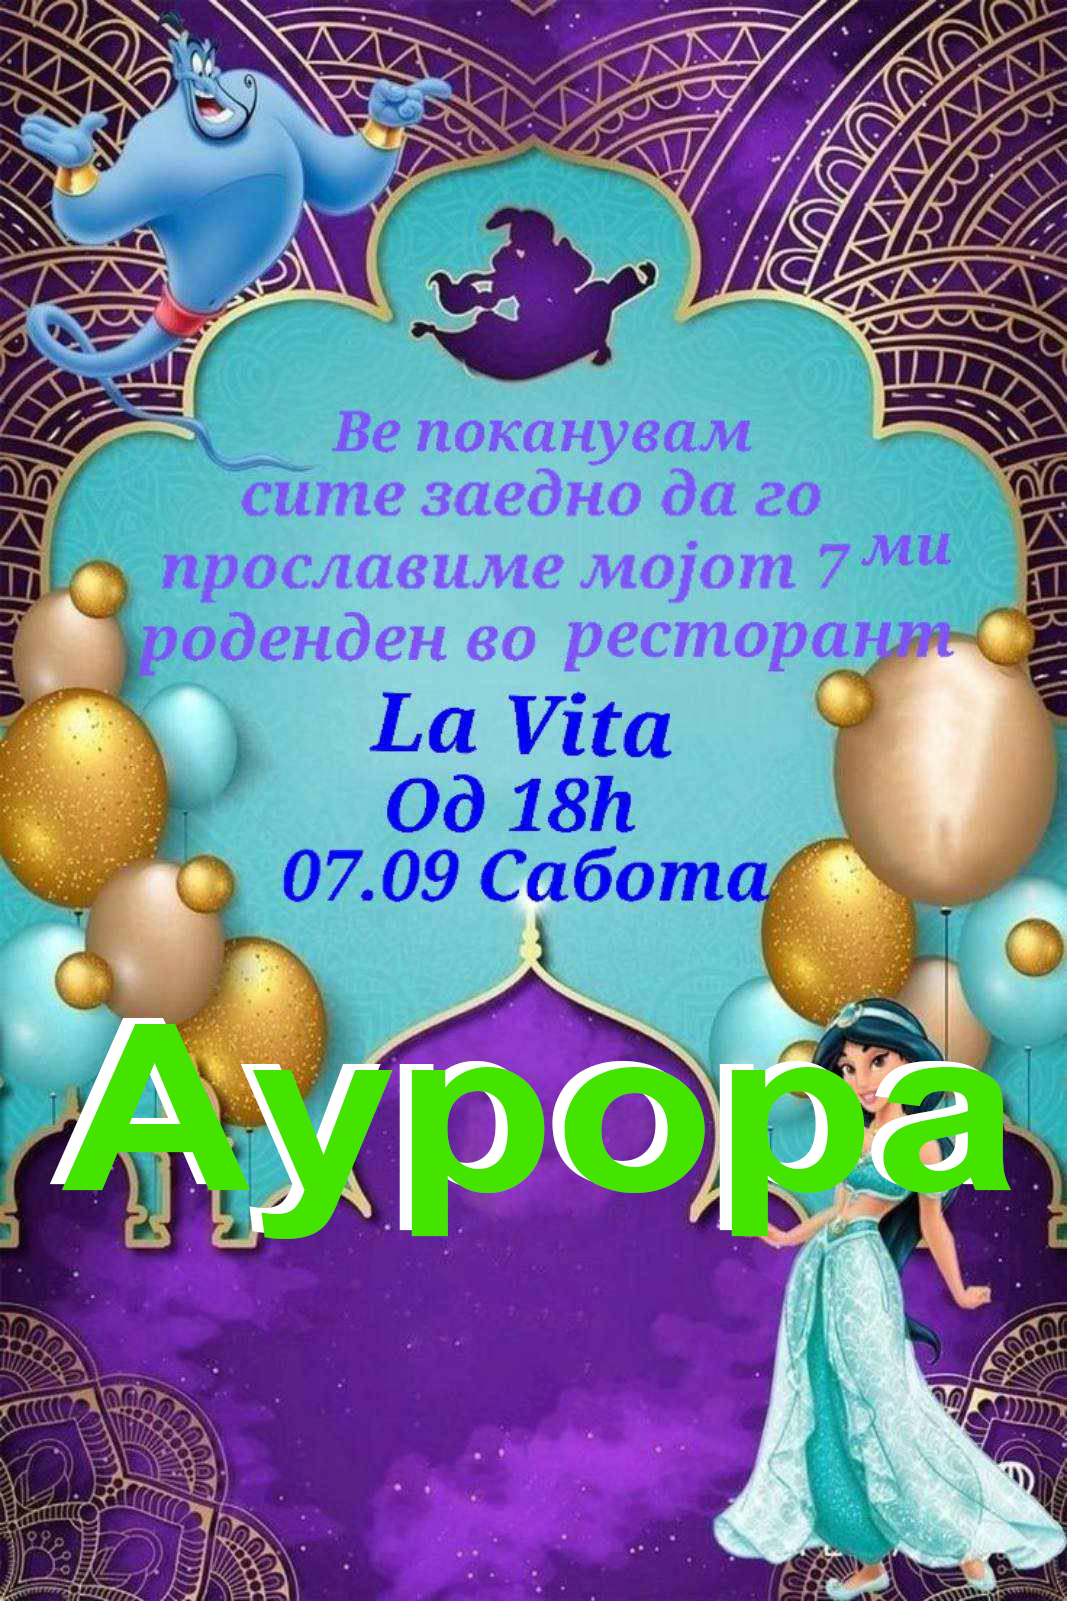 Ве поканувам
сите заедно да го
прославиме мојот 7 ми
роденден во ресторант
La Vita
Од 18h
07.09 Сабота
Аурора